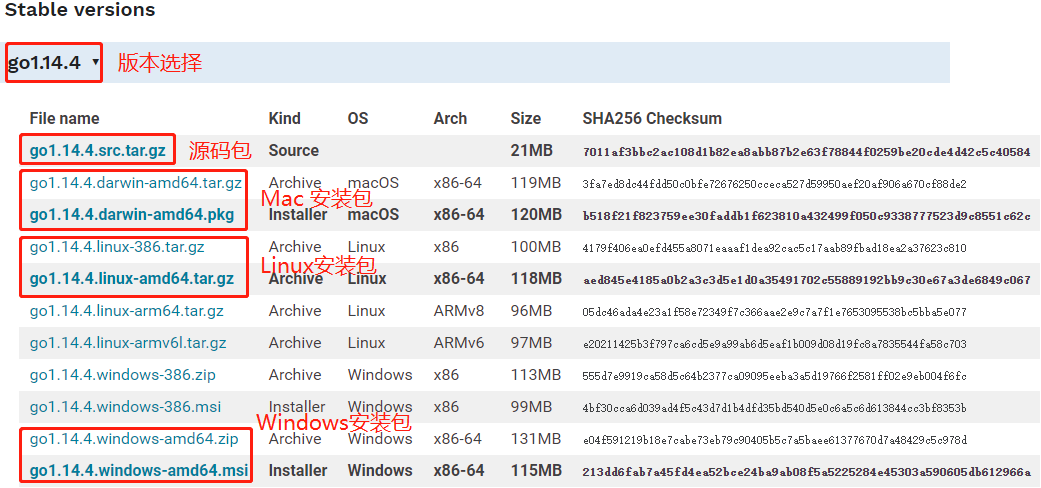 Stable versions
go1.14.4 ▾ 版本选择
File name Kind OS Arch Size SHA256 Checksum
go1.14.4.src.tar.gz 源码包 Source 21MB 7011af3bbc2ac108d1b82ea8abb87b2e63f78844f0259be20cde4d42c5c40584
go1.14.4.darwin-amd64.tar.gz Archive macOS x86-64 119MB 3fa7ed8dc44fdd50c0bfe72676250cceca527d59950aef20af906a670cf88de2
Mac 安装包
go1.14.4.darwin-amd64.pkg Installer macOS x86-64 120MB b518f21f823759ee30faddb1f623810a432499f050c9338777523d9c8551c62c
go1.14.4.linux-386.tar.gz Archive Linux x86 100MB 4179f406ea0efd455a8071eaaaf1dea92cac5c17aab89fbad18ea2a37623c810
Linux安装包
go1.14.4.linux-amd64.tar.gz Archive Linux x86-64 118MB aed845e4185a0b2a3c3d5e1d0a35491702c55889192bb9c30e67a3de6849c067
go1.14.4.linux-arm64.tar.gz Archive Linux ARMv8 96MB 05dc46ada4e23a1f58e72349f7c366aae2e9c7a7f1e7653095538bc5bba5e077
go1.14.4.linux-armv6l.tar.gz Archive Linux ARMv6 97MB e20211425b3f797ca6cd5e9a99ab6d5eaf1b009d08d19fc8a7835544fa58c703
go1.14.4.windows-386.zip Archive Windows x86 113MB 555d7e9919ca58d5c64b2377ca09095eeba3a5d19766f2581ff02e9eb004f6fc
go1.14.4.windows-386.msi Installer Windows x86 99MB 4bf30cca6d039ad4f5c43d7d1b4dfd35bd540d5e0c6a5c6d613844cc3bf8353b
Windows安装包
go1.14.4.windows-amd64.zip Archive Windows x86-64 131MB e04f591219b18e7cabe73eb79c90405b5c7a5baee61377670d7a48429c5c978d
go1.14.4.windows-amd64.msi Installer Windows x86-64 115MB 213dd6fab7a45fd4ea52bce24ba9ab08f5a5225284e45303a590605db612966a